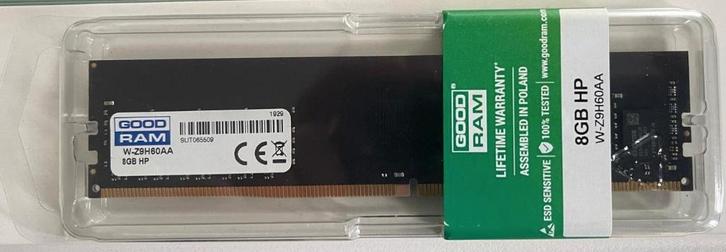 1929
GOOD
RAM
SUT065509
W-Z9H60AA
8GB HP
CE
GOOD
RAM®
LIFETIME WARRANTY*
ASSEMBLED IN POLAND
ESD SENSITIVE
100% TESTED
www.goodram.com
8GB HP
W-Z9H60AA